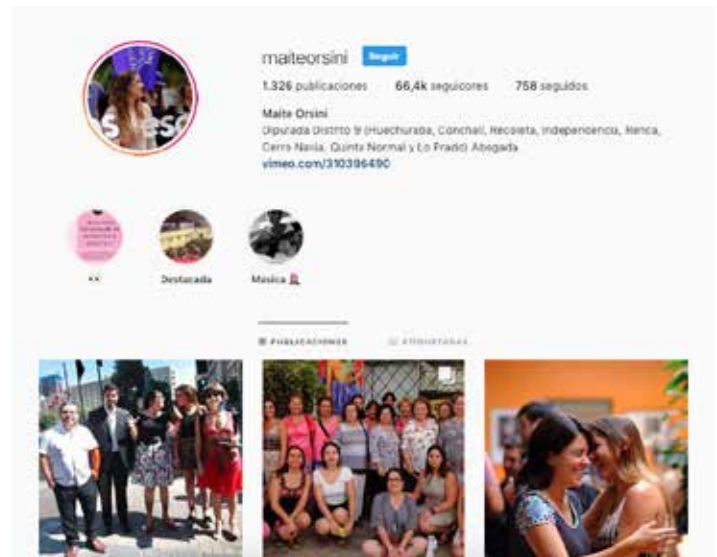 maiteorsini Seguir
1.326 publicaciones 66,4k seguidores 758 seguidos
Maite Orsini
Diputada Distrito 9 (Huechuraba, Conchalí, Recoleta, Independencia, Renca,
Cerro Navia, Quinta Normal y Lo Prado) Abogada
vimeo.com/310396490
Destacada Musica
PUBLICACIONES ETIQUETADAS